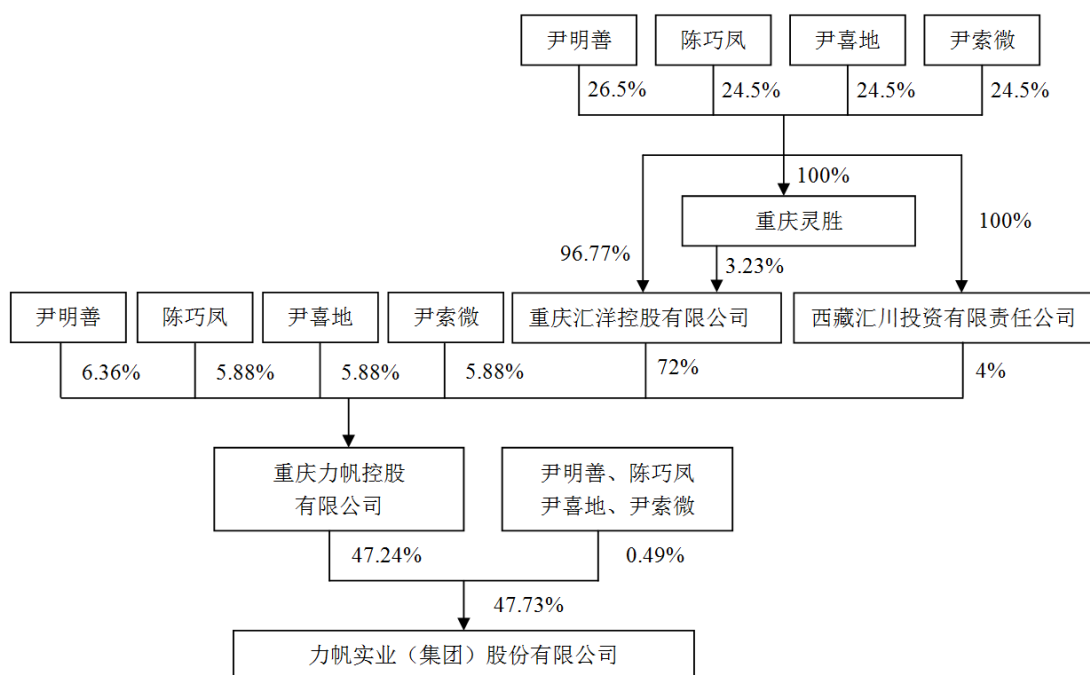 尹明善
陈巧凤
尹喜地
尹索微
26.5%
24.5%
24.5%
24.5%
100%
重庆灵胜
100%
96.77%
3.23%
尹明善
陈巧凤
尹喜地
尹索微
重庆汇洋控股有限公司
西藏汇川投资有限责任公司
6.36%
5.88%
5.88%
5.88%
72%
4%
重庆力帆控股
有限公司
尹明善、陈巧凤
尹喜地、尹索微
47.24%
0.49%
47.73%
力帆实业（集团）股份有限公司